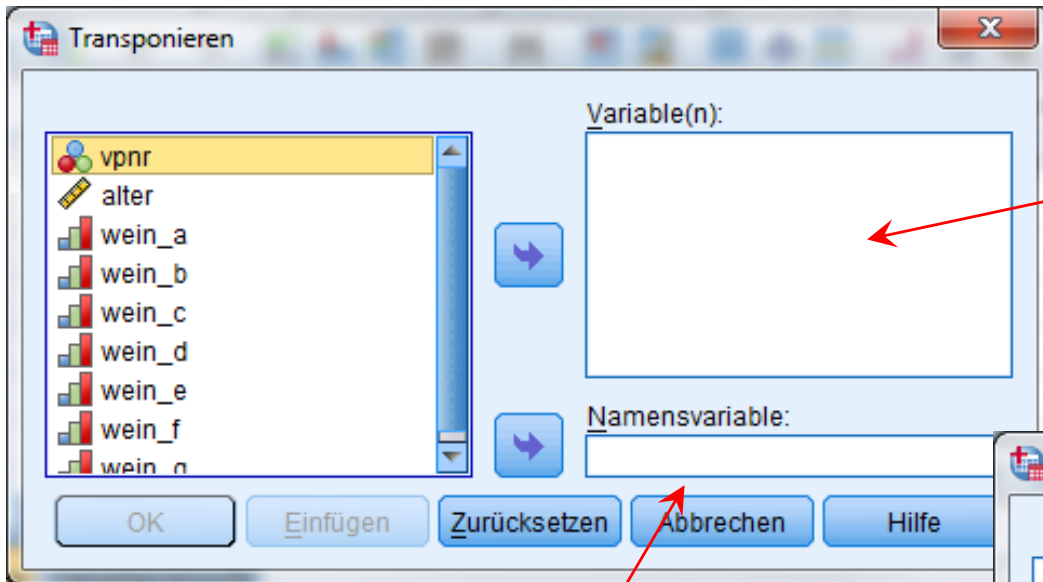 Transponieren
Variable(n):
vpnr
alter
wein_a
wein_b
wein_c
wein_d
wein_e
wein_f
Namensvariable:
OK
Einfügen
Zurücksetzen
Abbrechen
Hilfe